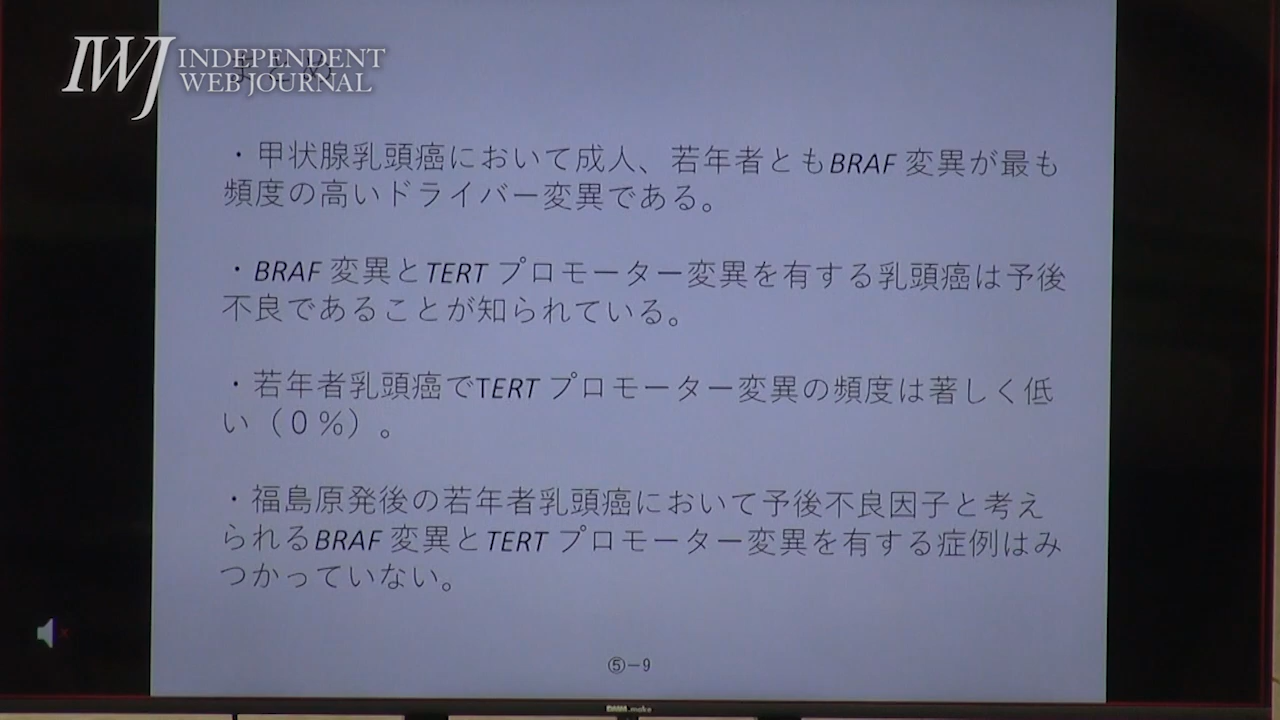 IWJ INDEPENDENT
WEB JOURNAL
まとめ
・甲状腺乳頭癌において成人、若年者ともBRAF 変異が最も
頻度の高いドライバー変異である。
・BRAF 変異とTERT プロモーター変異を有する乳頭癌は予後
不良であることが知られている。
・若年者乳頭癌でTERT プロモーター変異の頻度は著しく低
い（０％）。
・福島原発後の若年者乳頭癌において予後不良因子と考え
られるBRAF 変異とTERT プロモーター変異を有する症例はみ
つかっていない。
⑤－9
DMM.make